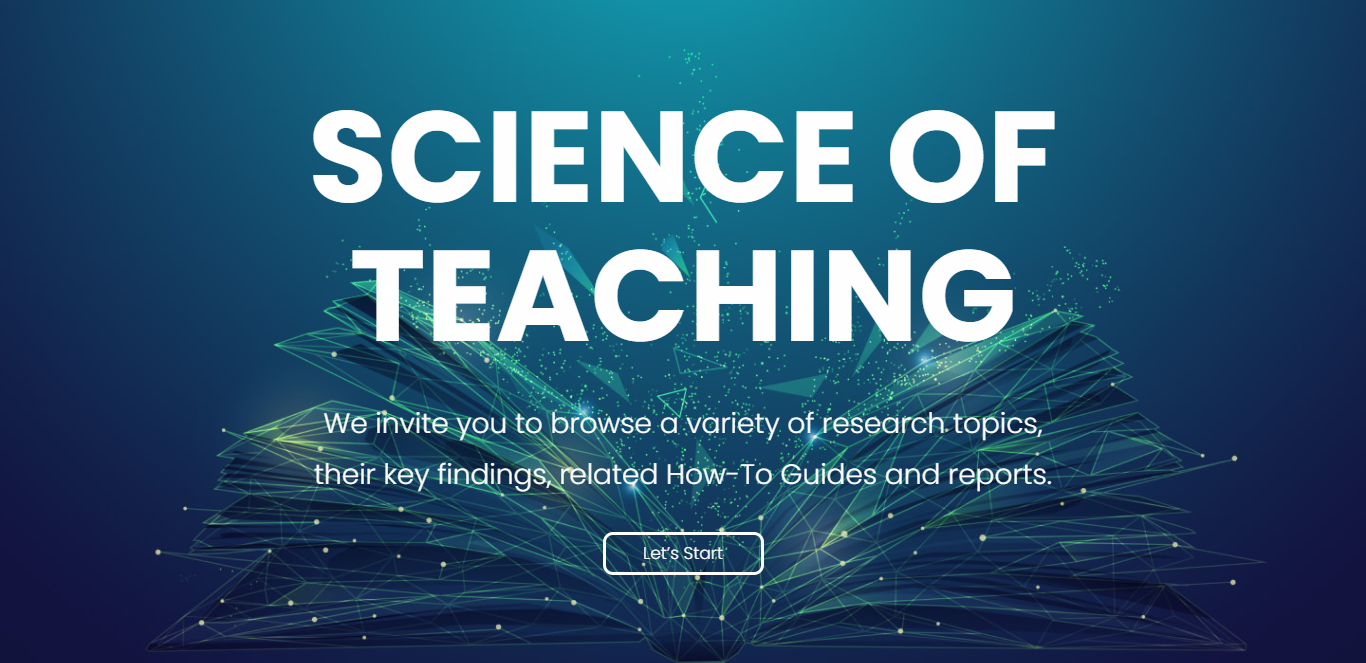 SCIENCE OF
TEACHING
We invite you to browse a variety of research topics,
their key findings, related How-To Guides and reports.
Let’s Start